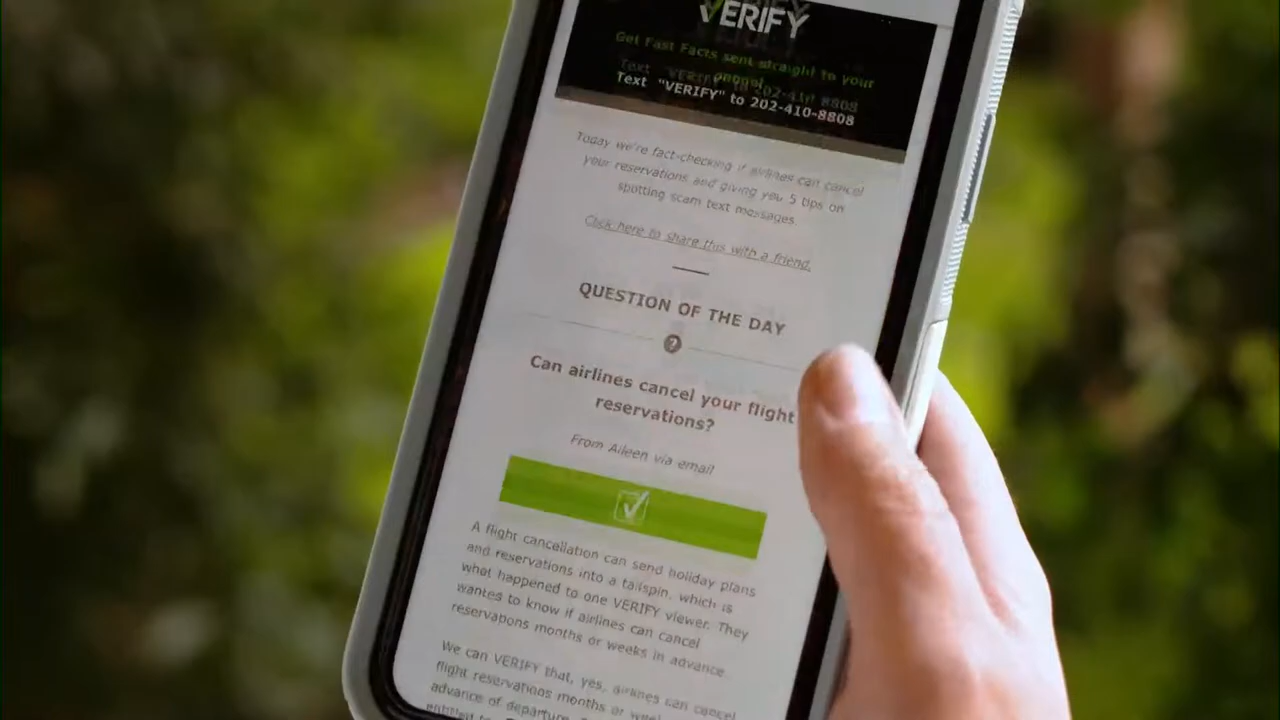 VERIFY
Get Fast Facts sent straight to your
phone!
Text "VERIFY" to 202-410-8808
Today we're fact-checking if airlines can cancel
your reservations and giving you 5 tips on
spotting scam text messages.
Click here to share this with a friend.
QUESTION OF THE DAY
?
Can airlines cancel your flight
reservations?
From Aileen via email
A flight cancellation can send holiday plans
and reservations into a tailspin, which is
what happened to one VERIFY viewer. They
wanted to know if airlines can cancel
reservations months or weeks in advance
We can VERIFY that, yes, airlines can cancel
flight reservations months or weeks
advance of departure.
entitled to